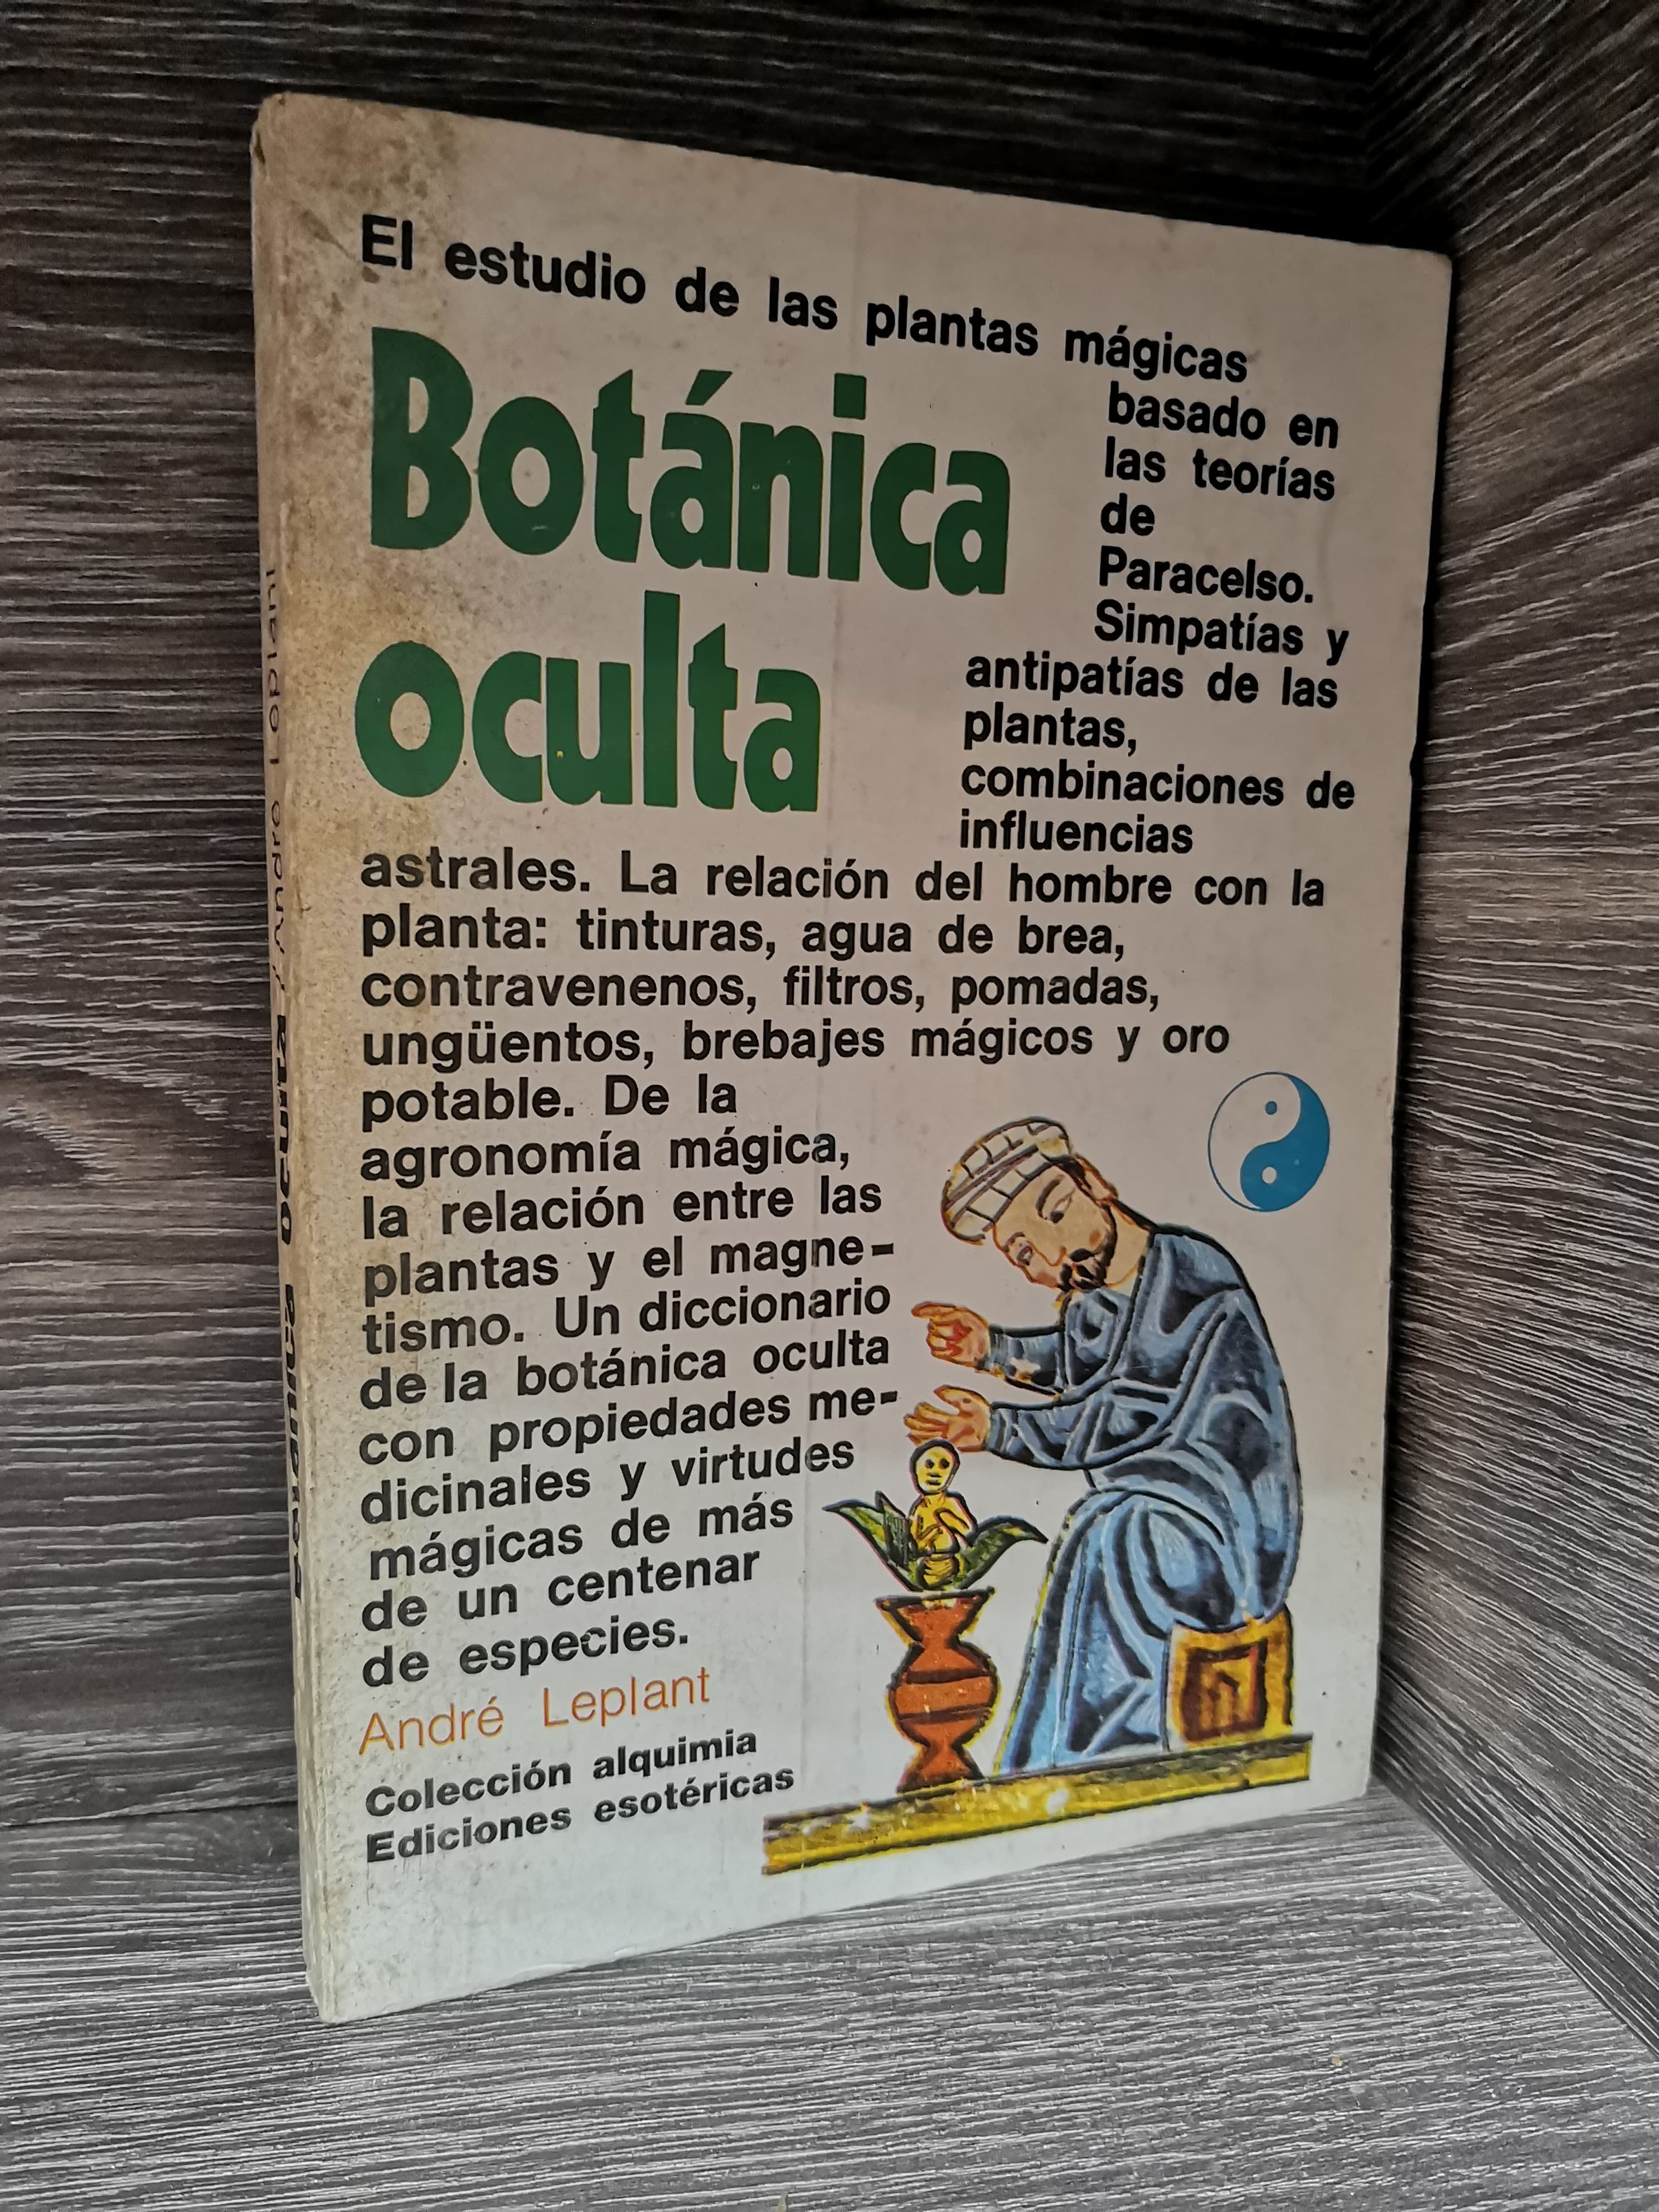 El estudio de las plantas mágicas
Botánica
oculta
basado en
las teorías
de
Paracelso.
Simpatías y
antipatías de las
plantas,
combinaciones de
influencias
astrales. La relación del hombre con la
planta: tinturas, agua de brea,
contravenenos, filtros, pomadas,
ungüentos, brebajes mágicos y oro
potable. De la
agronomía mágica,
la relación entre las
plantas y el magne-
tismo. Un diccionario
de la botánica oculta
con propiedades me-
dicinales y virtudes
mágicas de más
de un centenar
de especies.
André Leplant
Colección alquimia
Ediciones esotéricas
Botánica oculta / André Leplant